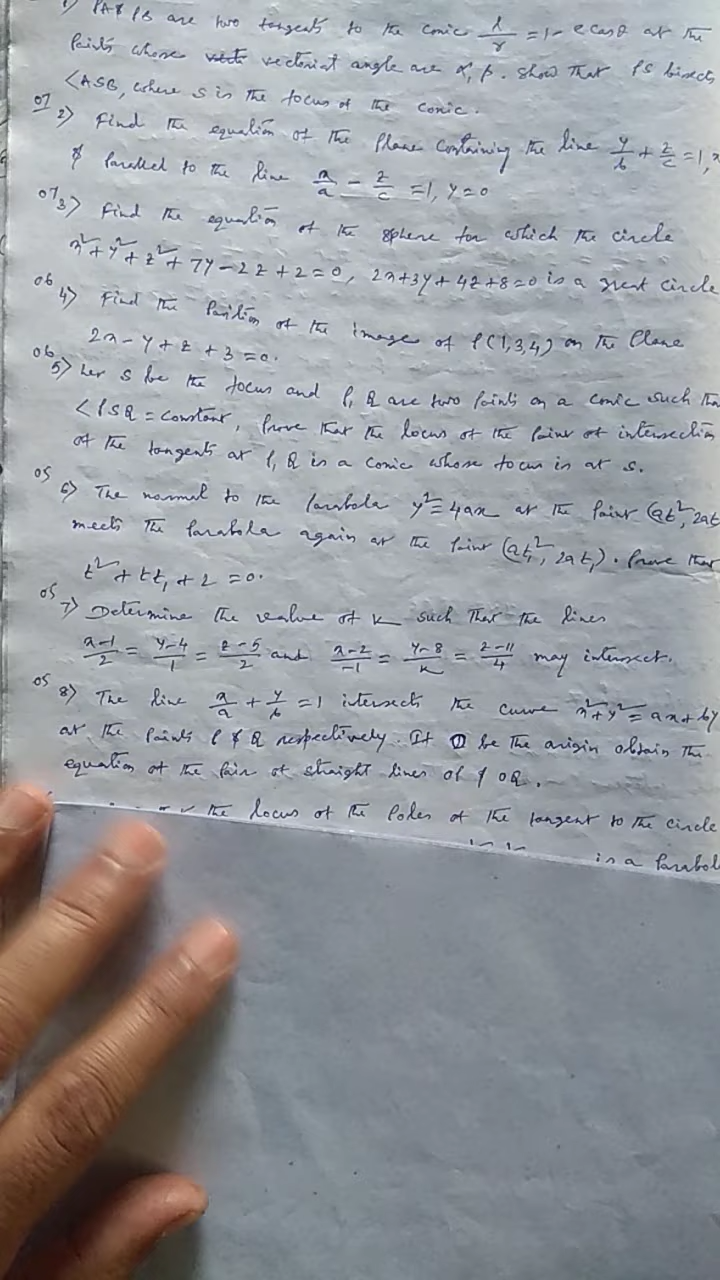 1) PA & PB are two tangents to the conic l/r = 1 - e cos θ at the
Points whose vectorial angle are α, β. Show that PS bisects
<ASB, where S is the focus of the conic.
07 2) Find the equation of the Plane Containing the line y/b + z/c = 1, x
& Parallel to the line x/a - z/c = 1, y = 0
07 3) Find the equation of the sphere for which the circle
x² + y² + z² + 7y - 2z + 2 = 0, 2x + 3y + 4z + 8 = 0 is a great circle
06 4) Find the Position of the image of P(1,3,4) on the Plane
2x - y + z + 3 = 0.
06 5) Let S be the focus and P, Q are two Points on a conic such tha
<PSQ = constant, Prove that the locus of the Point of intersection
of the tangents at P, Q is a conic whose focus is at S.
05 6) The normal to the Parabola y² = 4ax at the Point (at², 2at
meets the Parabola again at the Point (at₁², 2at₁). Prove that
t² + tt₁ + 2 = 0.
05 7) Determine the value of K such that the lines
x-1/2 = y-4/1 = z-5/2 and x-2/-1 = y-8/K = z-11/4 may intersect.
05 8) The line x/a + y/b = 1 intersects the curve x² + y² = ax + by
at the Points P & Q respectively. If O be the origin obtain the
equation of the Pair of straight lines of P OQ.
the locus of the Poles of the tangent to the circle
is a Parabol